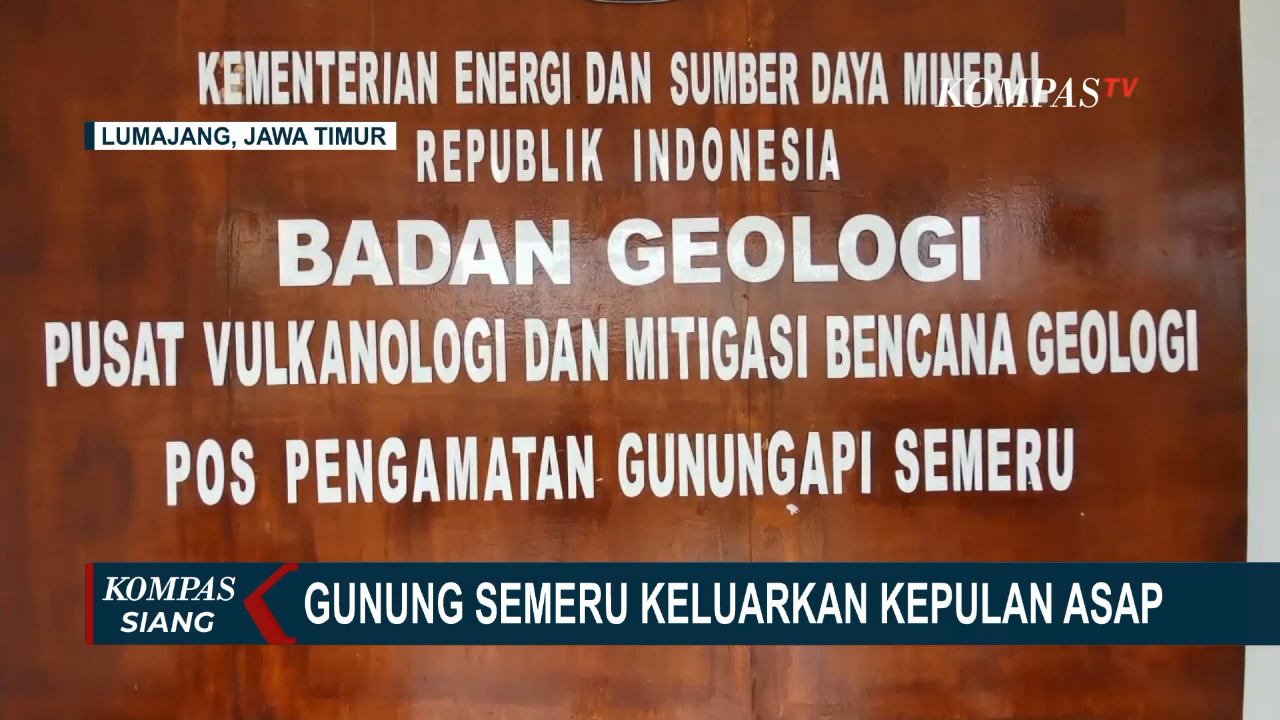 KEMENTERIAN ENERGI DAN SUMBER DAYA MINERAL
KOMPASTV
LUMAJANG, JAWA TIMUR
REPUBLIK INDONESIA
BADAN GEOLOGI
PUSAT VULKANOLOGI DAN MITIGASI BENCANA GEOLOGI
POS PENGAMATAN GUNUNGAPI SEMERU
KOMPAS
SIANG
GUNUNG SEMERU KELUARKAN KEPULAN ASAP